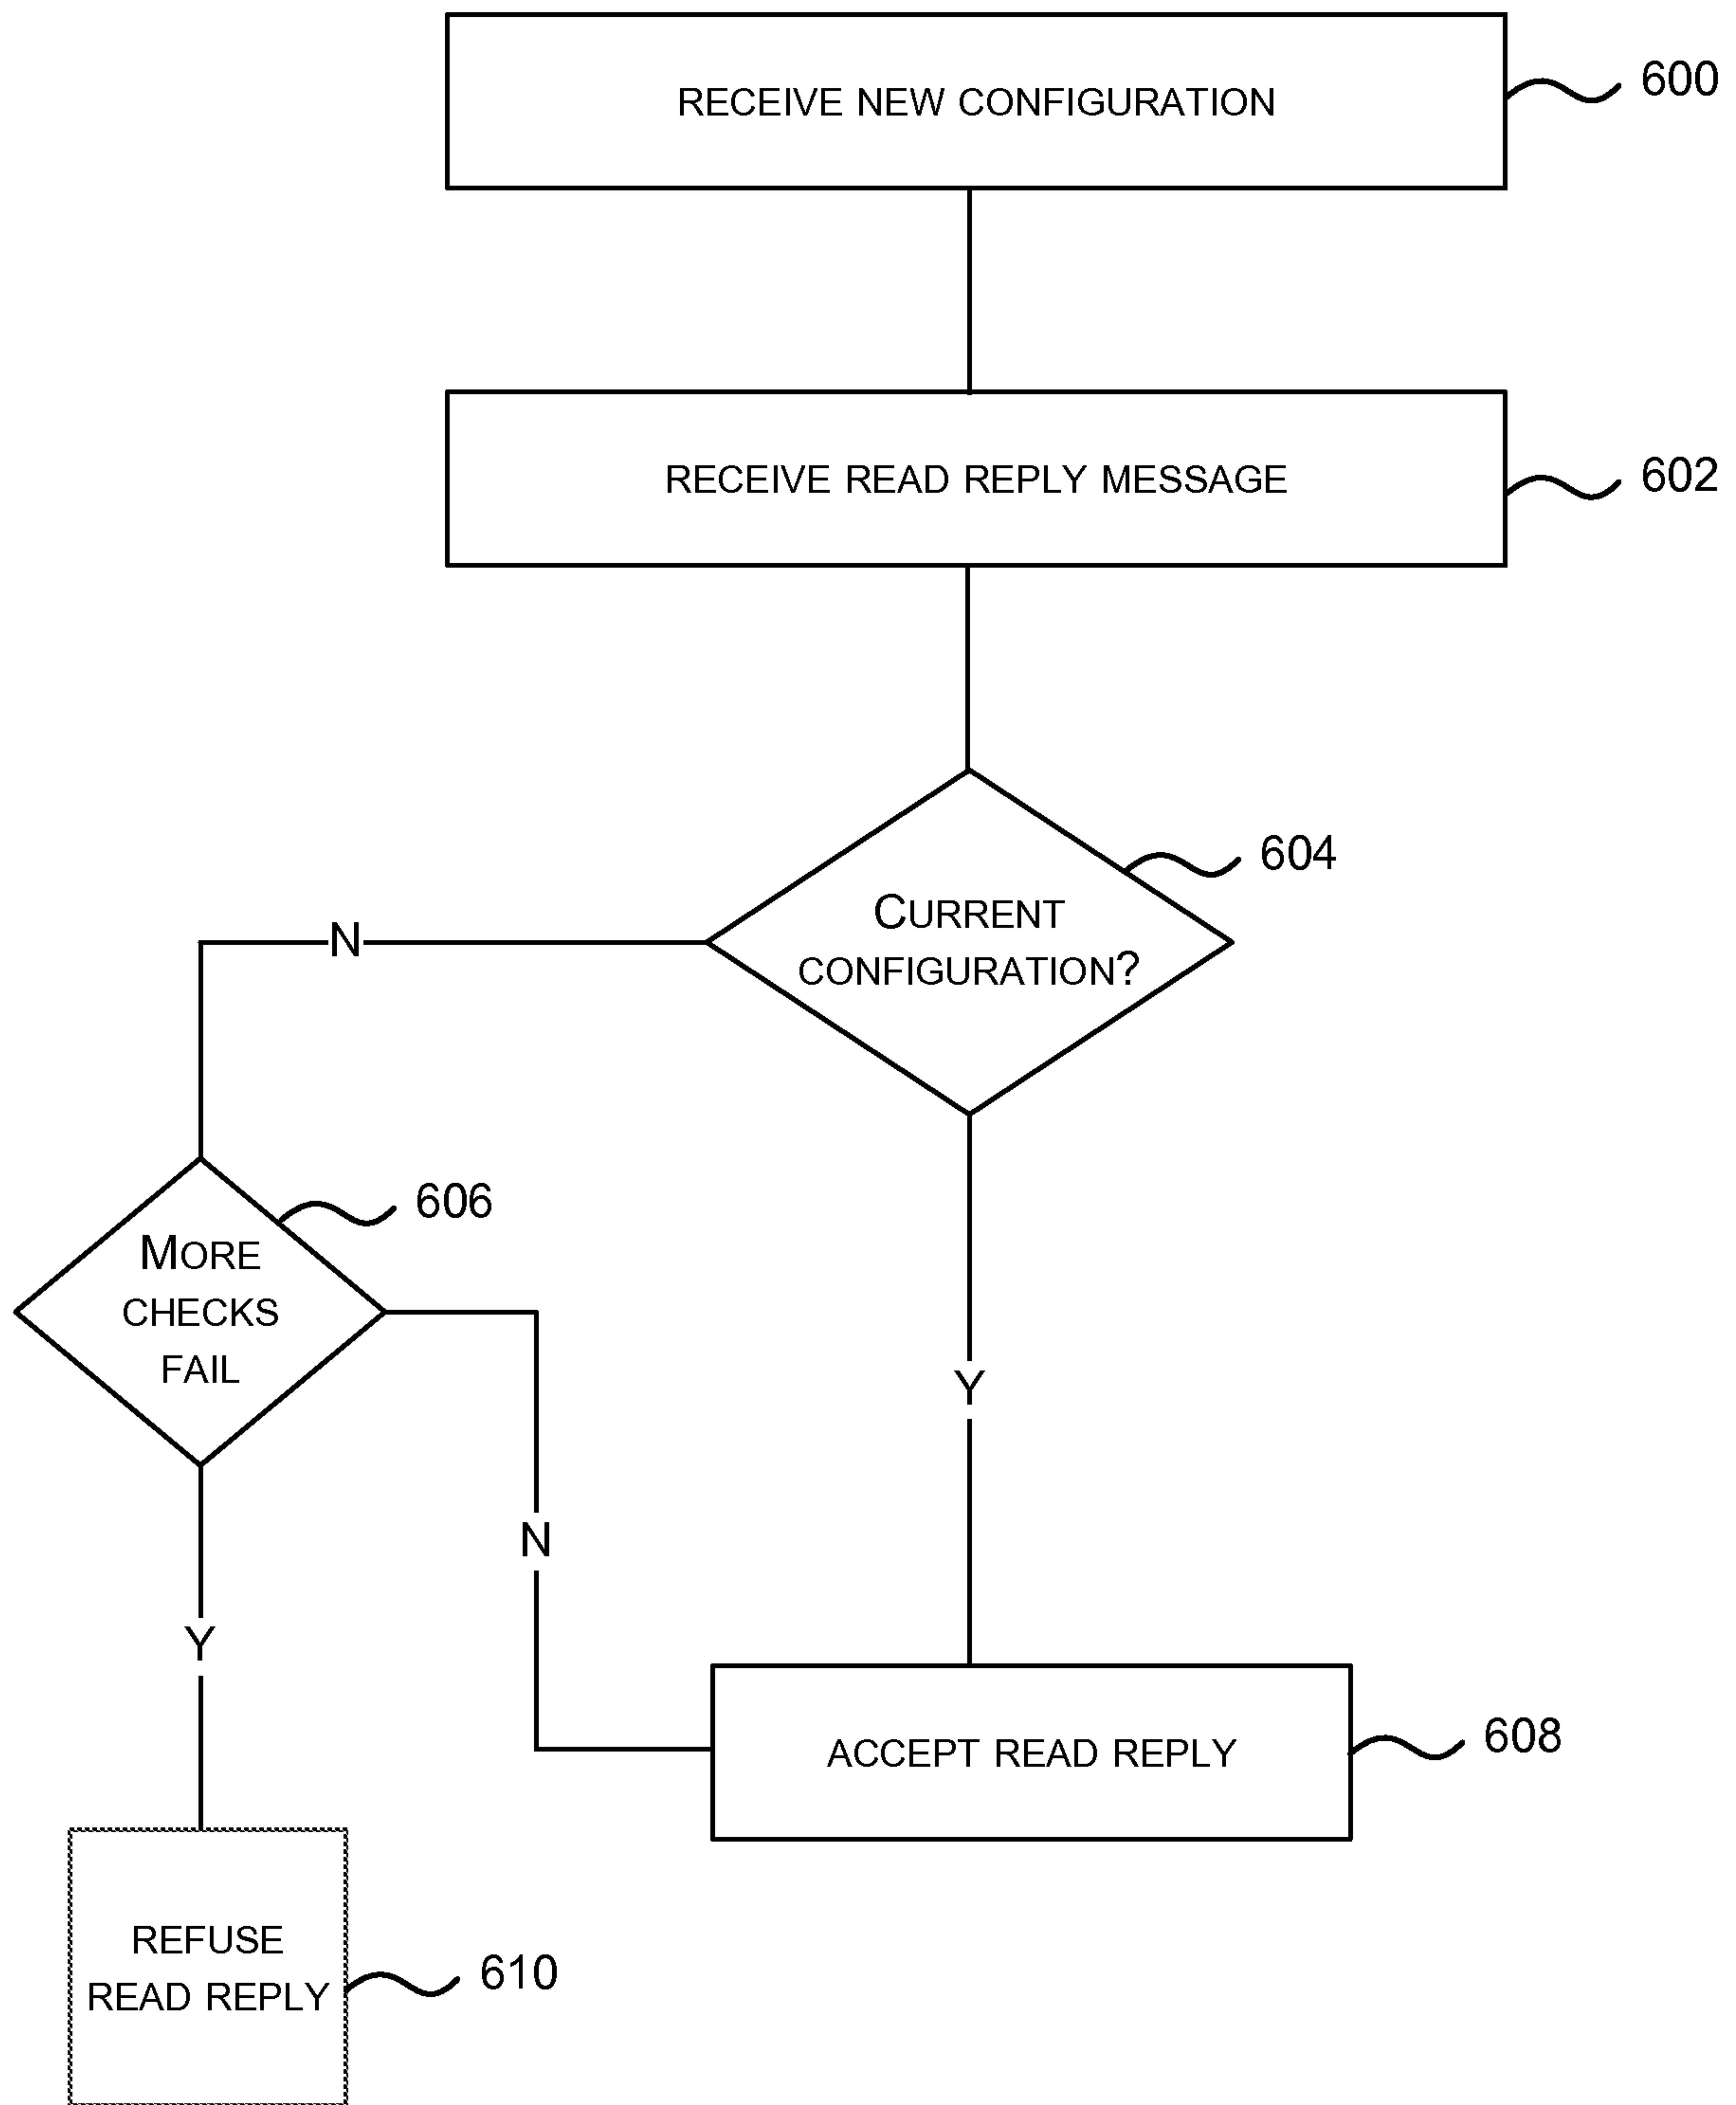 RECEIVE NEW CONFIGURATION
600
RECEIVE READ REPLY MESSAGE
602
604
CURRENT
CONFIGURATION?
N
606
MORE
CHECKS
FAIL
Y
N
Y
ACCEPT READ REPLY
608
REFUSE
READ REPLY
610